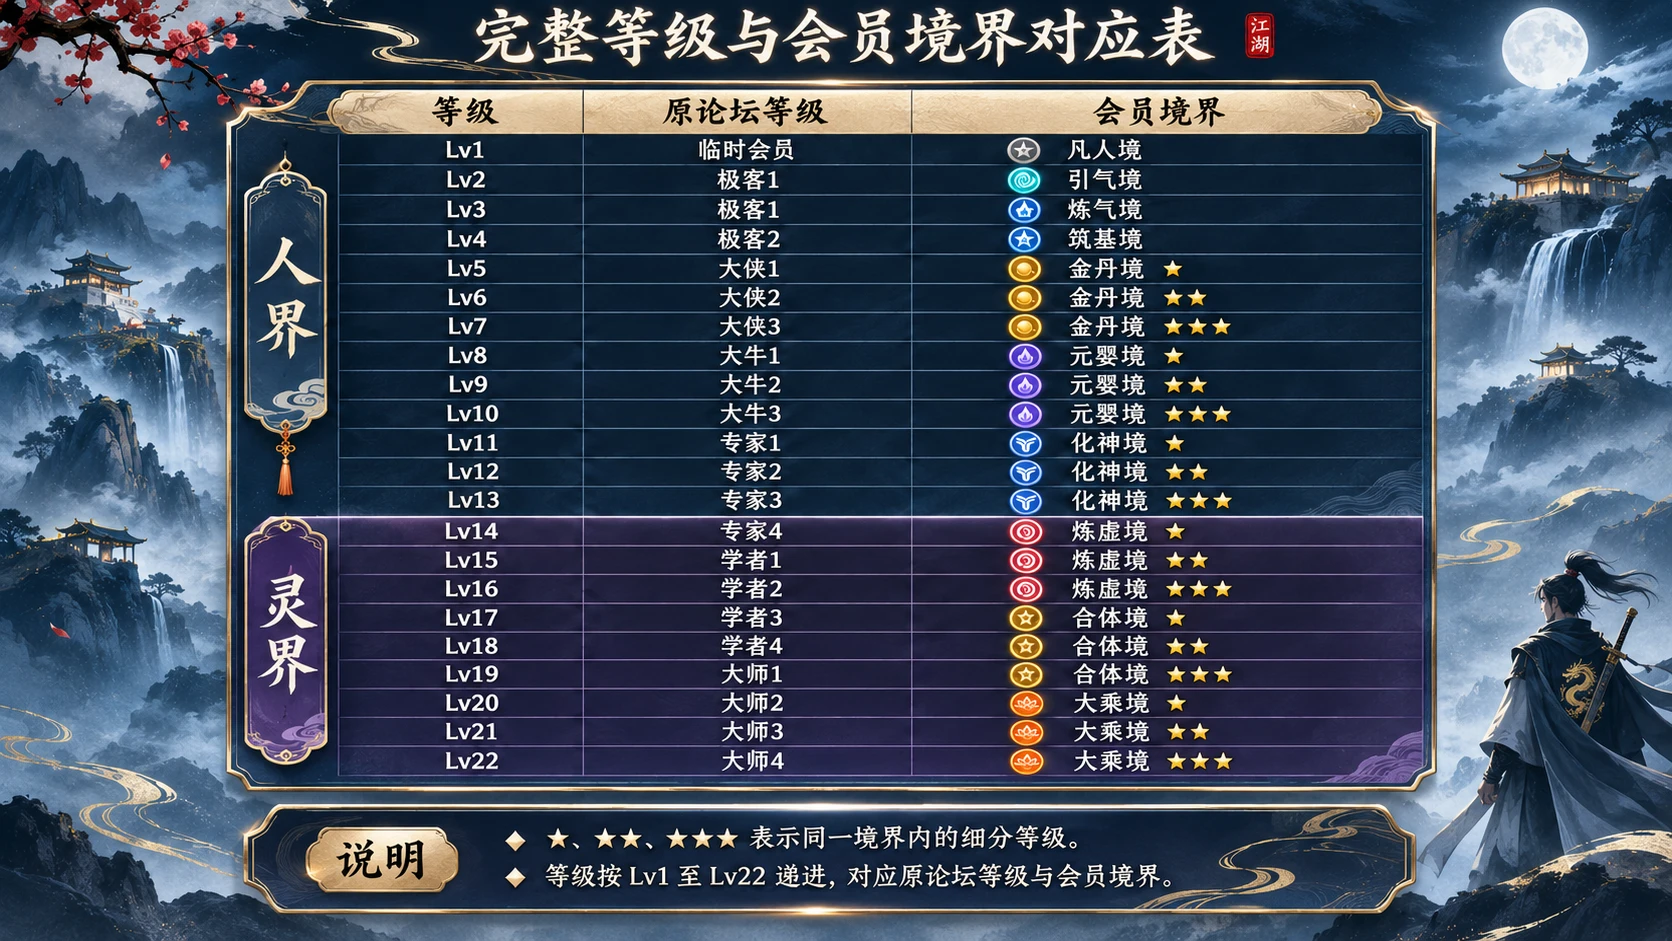 完整等级与会员境界对应表
江湖
等级 原论坛等级 会员境界
人界
Lv1 临时会员 凡人境
Lv2 极客1 引气境
Lv3 极客1 炼气境
Lv4 极客2 筑基境
Lv5 大侠1 金丹境 ★
Lv6 大侠2 金丹境 ★★
Lv7 大侠3 金丹境 ★★★
Lv8 大牛1 元婴境 ★
Lv9 大牛2 元婴境 ★★
Lv10 大牛3 元婴境 ★★★
Lv11 专家1 化神境 ★
Lv12 专家2 化神境 ★★
Lv13 专家3 化神境 ★★★
灵界
Lv14 专家4 炼虚境 ★
Lv15 学者1 炼虚境 ★★
Lv16 学者2 炼虚境 ★★★
Lv17 学者3 合体境 ★
Lv18 学者4 合体境 ★★
Lv19 大师1 合体境 ★★★
Lv20 大师2 大乘境 ★
Lv21 大师3 大乘境 ★★
Lv22 大师4 大乘境 ★★★
说明
◆ ★、★★、★★★ 表示同一境界内的细分等级。
◆ 等级按 Lv1 至 Lv22 递进，对应原论坛等级与会员境界。